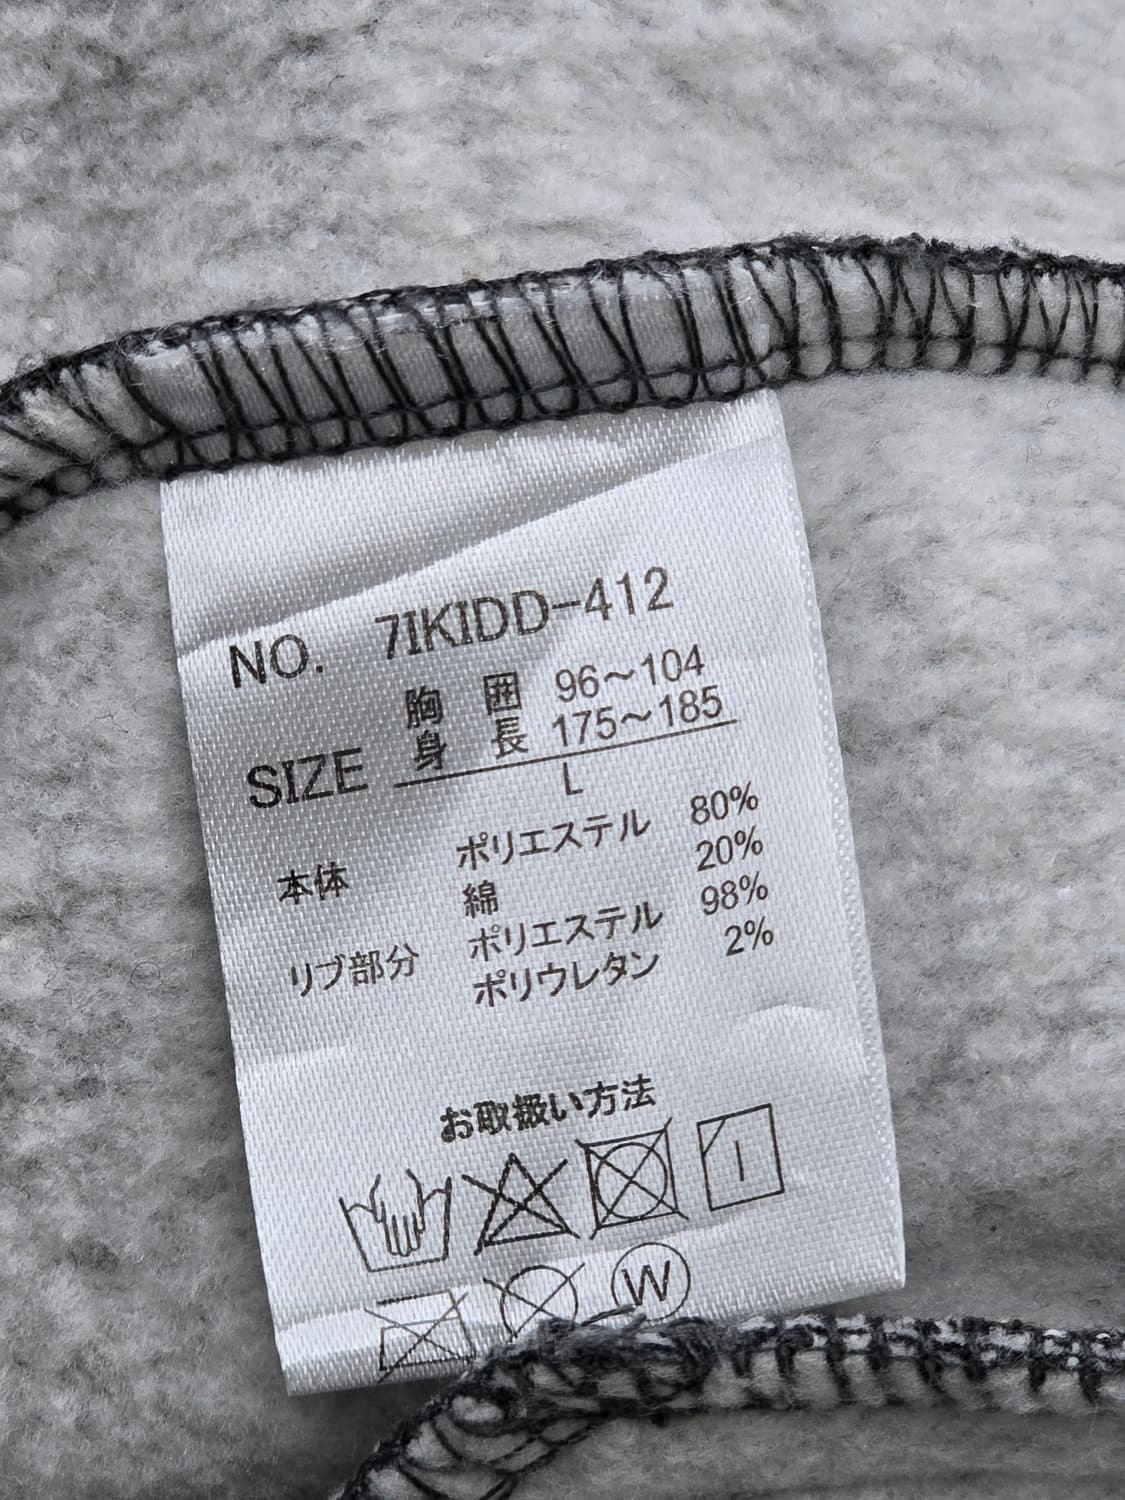 NO. 7IKIDD-412
胸囲 96～104
SIZE 身長 175～185
L
本体 ポリエステル 80%
綿 20%
リブ部分 ポリエステル 98%
ポリウレタン 2%
お取扱い方法
W